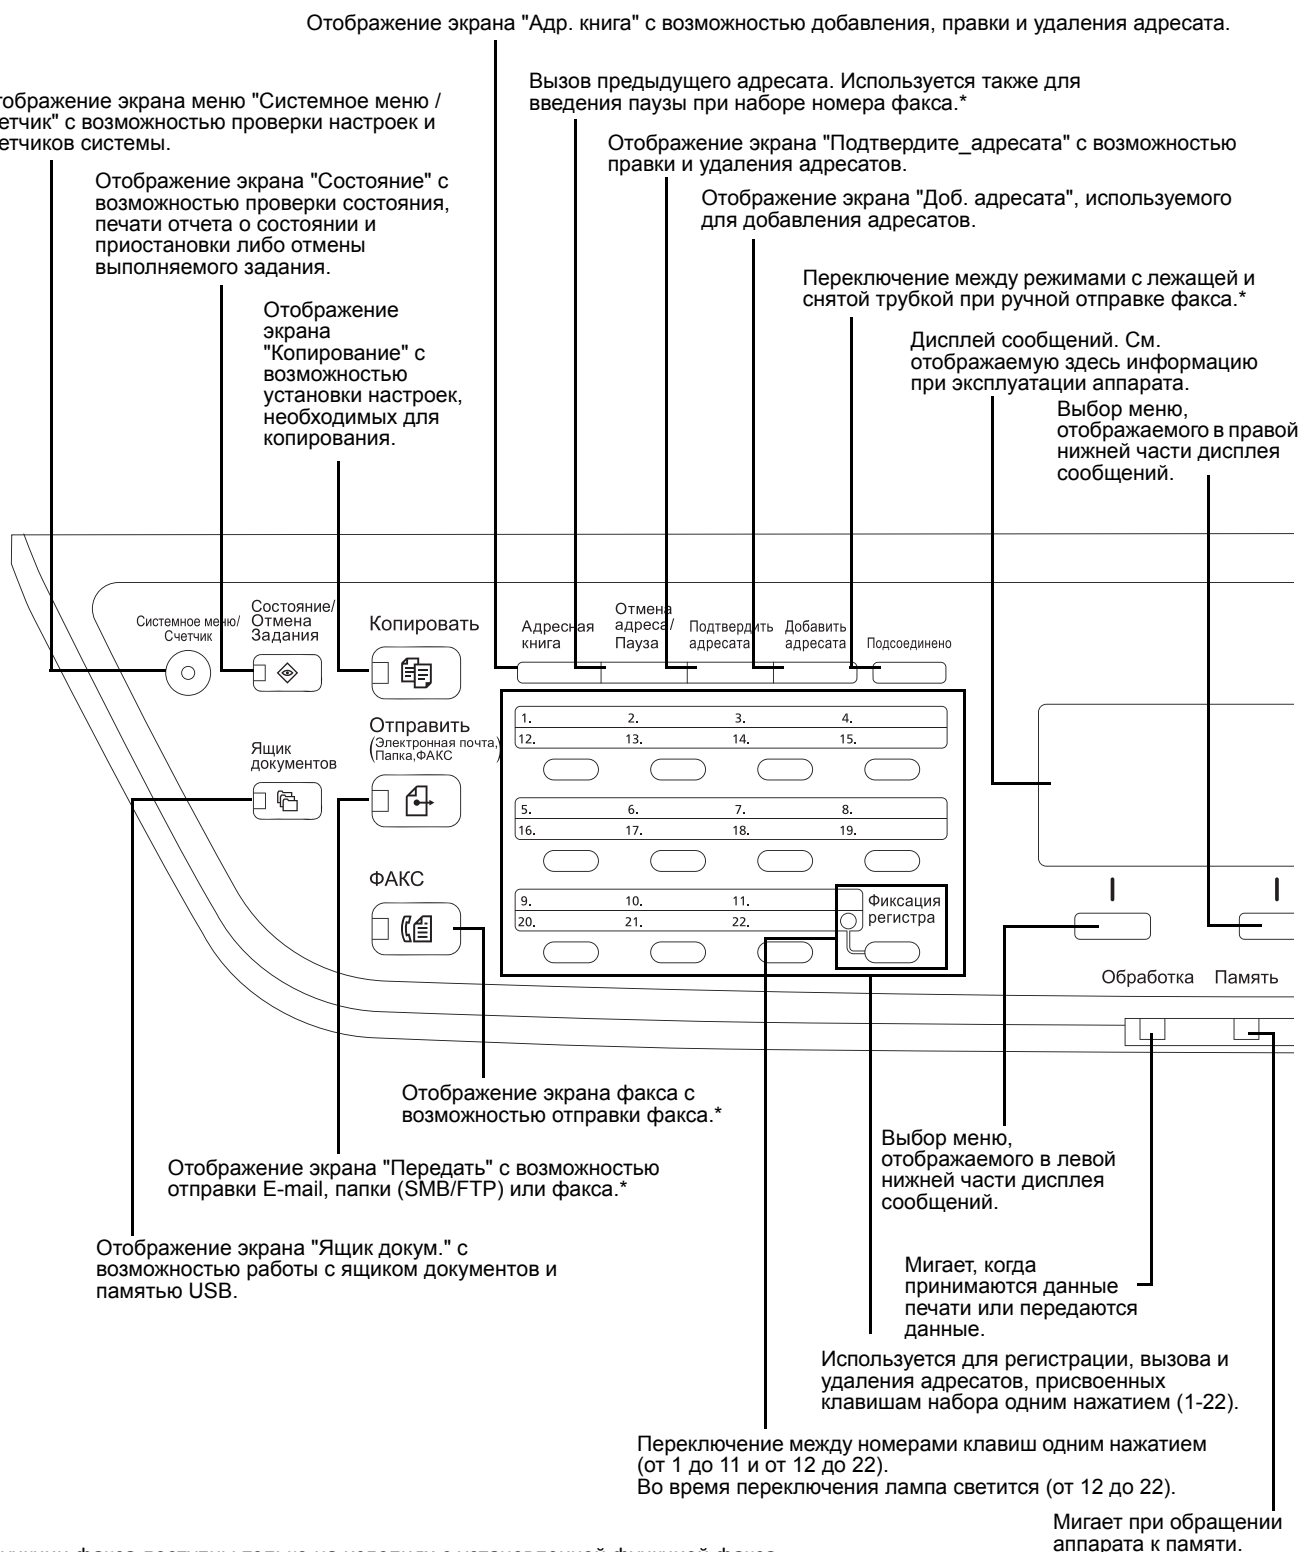 Отображение экрана "Адр. книга" с возможностью добавления, правки и удаления адресата.
Вызов предыдущего адресата. Используется также для
введения паузы при наборе номера факса.*
тображение экрана меню "Системное меню /
етчик" с возможностью проверки настроек и
етчиков системы.
Отображение экрана "Подтвердите_адресата" с возможностью
правки и удаления адресатов.
Отображение экрана "Состояние" с
возможностью проверки состояния,
печати отчета о состоянии и
приостановки либо отмены
выполняемого задания.
Отображение экрана "Доб. адресата", используемого
для добавления адресатов.
Переключение между режимами с лежащей и
снятой трубкой при ручной отправке факса.*
Отображение
экрана
"Копирование" с
возможностью
установки настроек,
необходимых для
копирования.
Дисплей сообщений. См.
отображаемую здесь информацию
при эксплуатации аппарата.
Выбор меню,
отображаемого в правой
нижней части дисплея
сообщений.
Системное меню/
Счетчик
Состояние/
Отмена
Задания
Копировать
Адресная
книга
Отмена
адреса/
Пауза
Подтвердить
адресата
Добавить
адресата
Подсоединено
Отправить
(Электронная почта,
Папка,ФАКС)
Ящик
документов
ФАКС
1. 2. 3. 4.
12. 13. 14. 15.
5. 6. 7. 8.
16. 17. 18. 19.
9. 10. 11.
20. 21. 22.
Фиксация
регистра
Обработка Память
Отображение экрана факса с
возможностью отправки факса.*
Отображение экрана "Передать" с возможностью
отправки E-mail, папки (SMB/FTP) или факса.*
Отображение экрана "Ящик докум." с
возможностью работы с ящиком документов и
памятью USB.
Выбор меню,
отображаемого в левой
нижней части дисплея
сообщений.
Мигает, когда
принимаются данные
печати или передаются
данные.
Используется для регистрации, вызова и
удаления адресатов, присвоенных
клавишам набора одним нажатием (1-22).
Переключение между номерами клавиш одним нажатием
(от 1 до 11 и от 12 до 22).
Во время переключения лампа светится (от 12 до 22).
Мигает при обращении
аппарата к памяти.